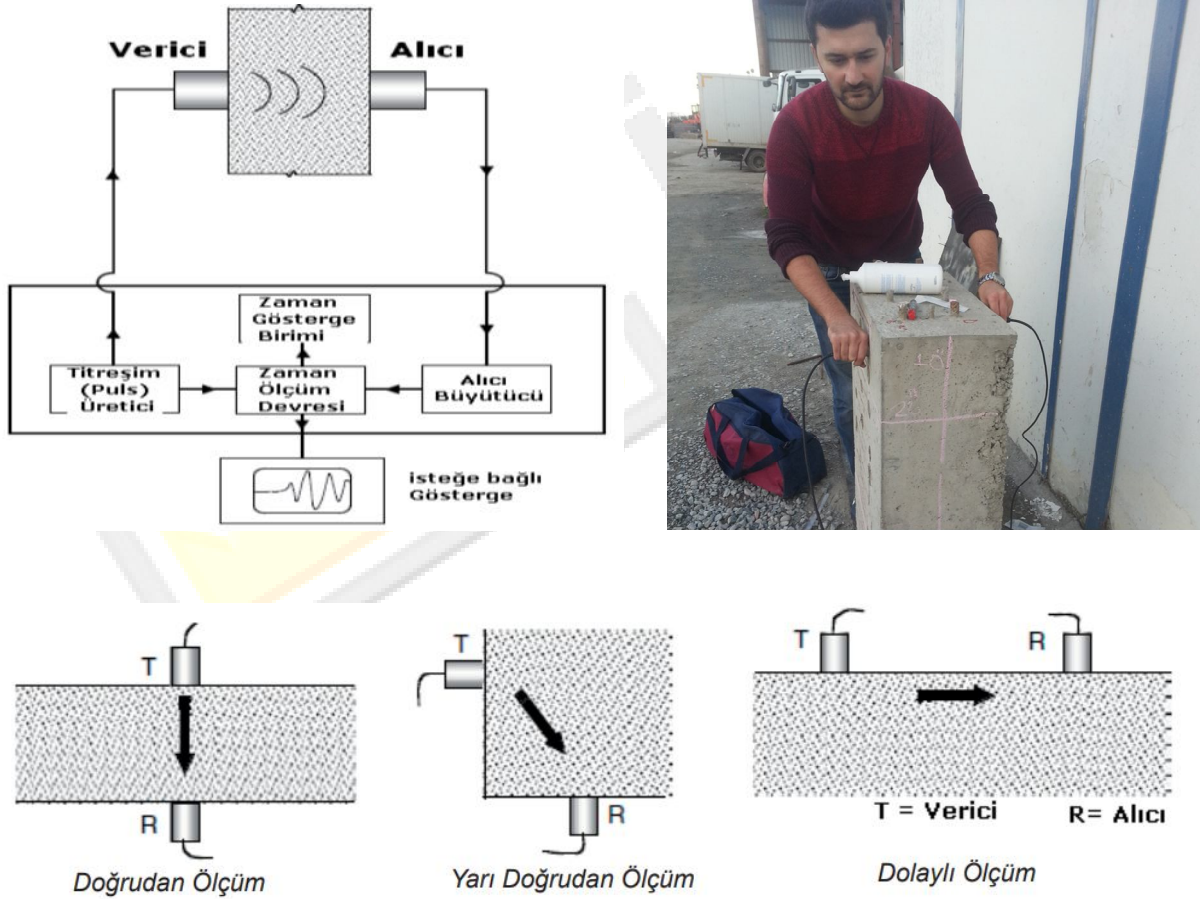 Verici
Alıcı
Zaman
Gösterge
Birimi
Titreşim
(Puls)
Üretici
Zaman
Ölçüm
Devresi
Alıcı
Büyütücü
isteğe bağlı
Gösterge
T
R
Doğrudan Ölçüm
T
R
Yarı Doğrudan Ölçüm
T
R
T = Verici
R= Alıcı
Dolaylı Ölçüm